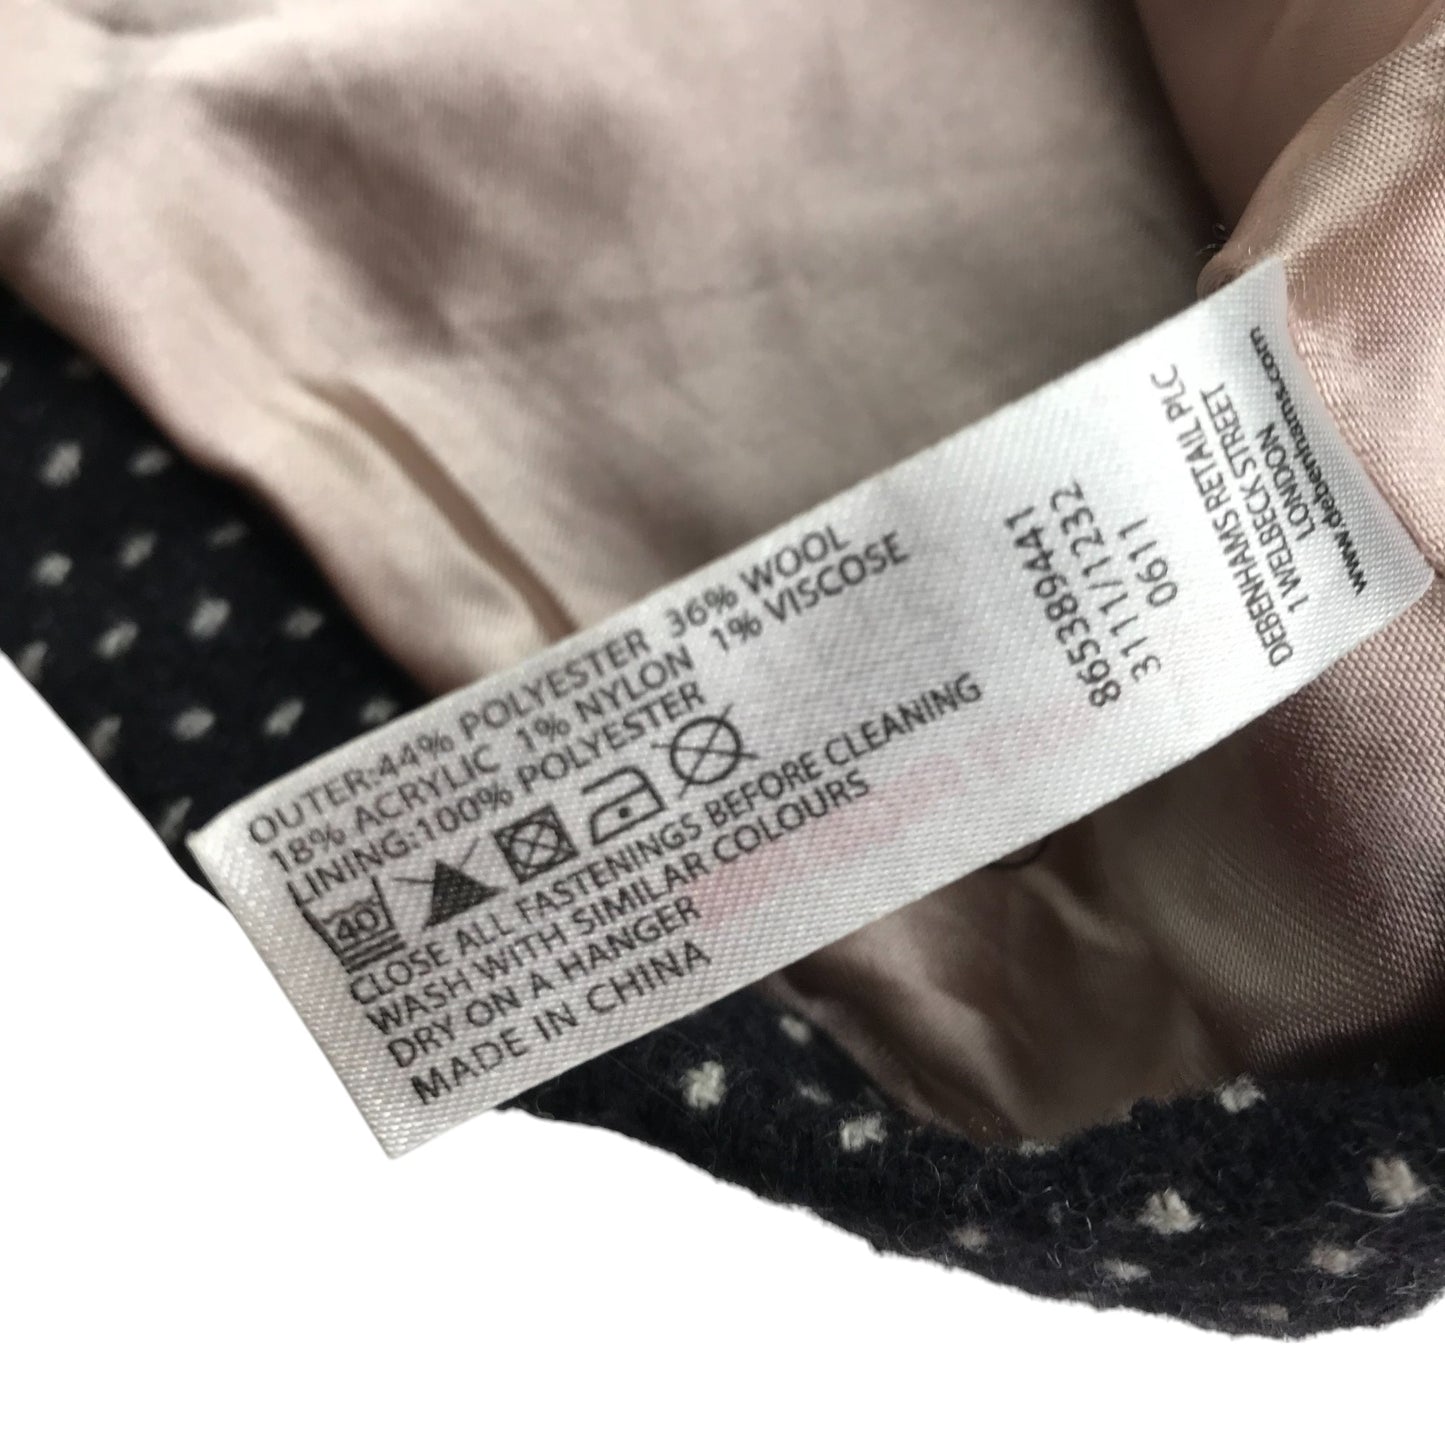 OUTER:44% POLYESTER 36% WOOL
18% ACRYLIC 1% NYLON 1% VISCOSE
LINING:100% POLYESTER
40
CLOSE ALL FASTENINGS BEFORE CLEANING
WASH WITH SIMILAR COLOURS
DRY ON A HANGER
MADE IN CHINA
865389441
3111/1232
0611
DEBENHAMS RETAIL PLC
1 WELBECK STREET
LONDON
www.debenhams.com